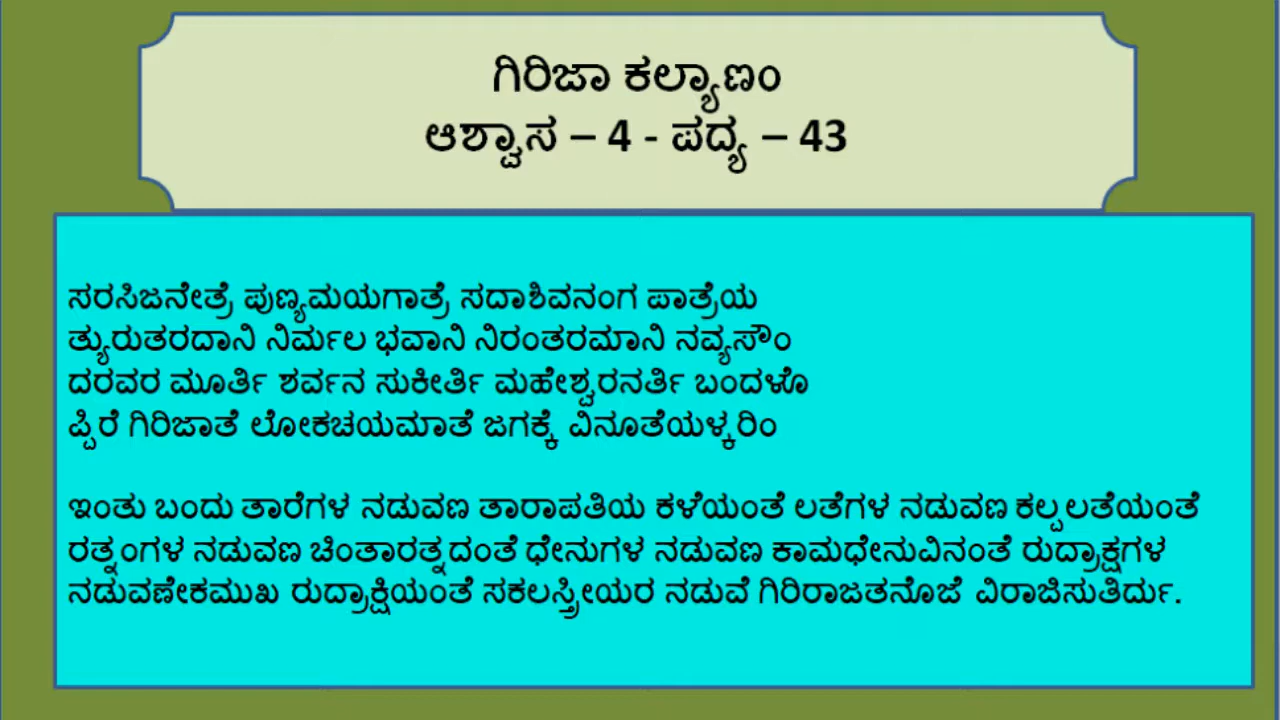 ಗಿರಿಜಾ ಕಲ್ಯಾಣಂ
ಆಶ್ವಾಸ – 4 - ಪದ್ಯ – 43
ಸರಸಿಜನೇತ್ರೆ ಪುಣ್ಯಮಯಗಾತ್ರೆ ಸದಾಶಿವನಂಗ ಪಾತ್ರೆಯ
ತ್ಯುರುತರದಾನಿ ನಿರ್ಮಲ ಭವಾನಿ ನಿರಂತರಮಾನಿ ನವ್ಯಸೌಂ
ದರವರ ಮೂರ್ತಿ ಶರ್ವನ ಸುಕೀರ್ತಿ ಮಹೇಶ್ವರನರ್ತಿ ಬಂದಳೊ
ಪ್ಪಿರೆ ಗಿರಿಜಾತೆ ಲೋಕಚಯಮಾತೆ ಜಗಕ್ಕೆ ವಿನೂತೆಯಳ್ಕರಿಂ
ಇಂತು ಬಂದು ತಾರೆಗಳ ನಡುವಣ ತಾರಾಪತಿಯ ಕಳೆಯಂತೆ ಲತೆಗಳ ನಡುವಣ ಕಲ್ಪಲತೆಯಂತೆ
ರತ್ನಂಗಳ ನಡುವಣ ಚಿಂತಾರತ್ನದಂತೆ ಧೇನುಗಳ ನಡುವಣ ಕಾಮಧೇನುವಿನಂತೆ ರುದ್ರಾಕ್ಷಗಳ
ನಡುವಣೇಕಮುಖ ರುದ್ರಾಕ್ಷಿಯಂತೆ ಸಕಲಸ್ತ್ರೀಯರ ನಡುವೆ ಗಿರಿರಾಜತನೂಜೆ ವಿರಾಜಿಸುತಿರ್ದು.